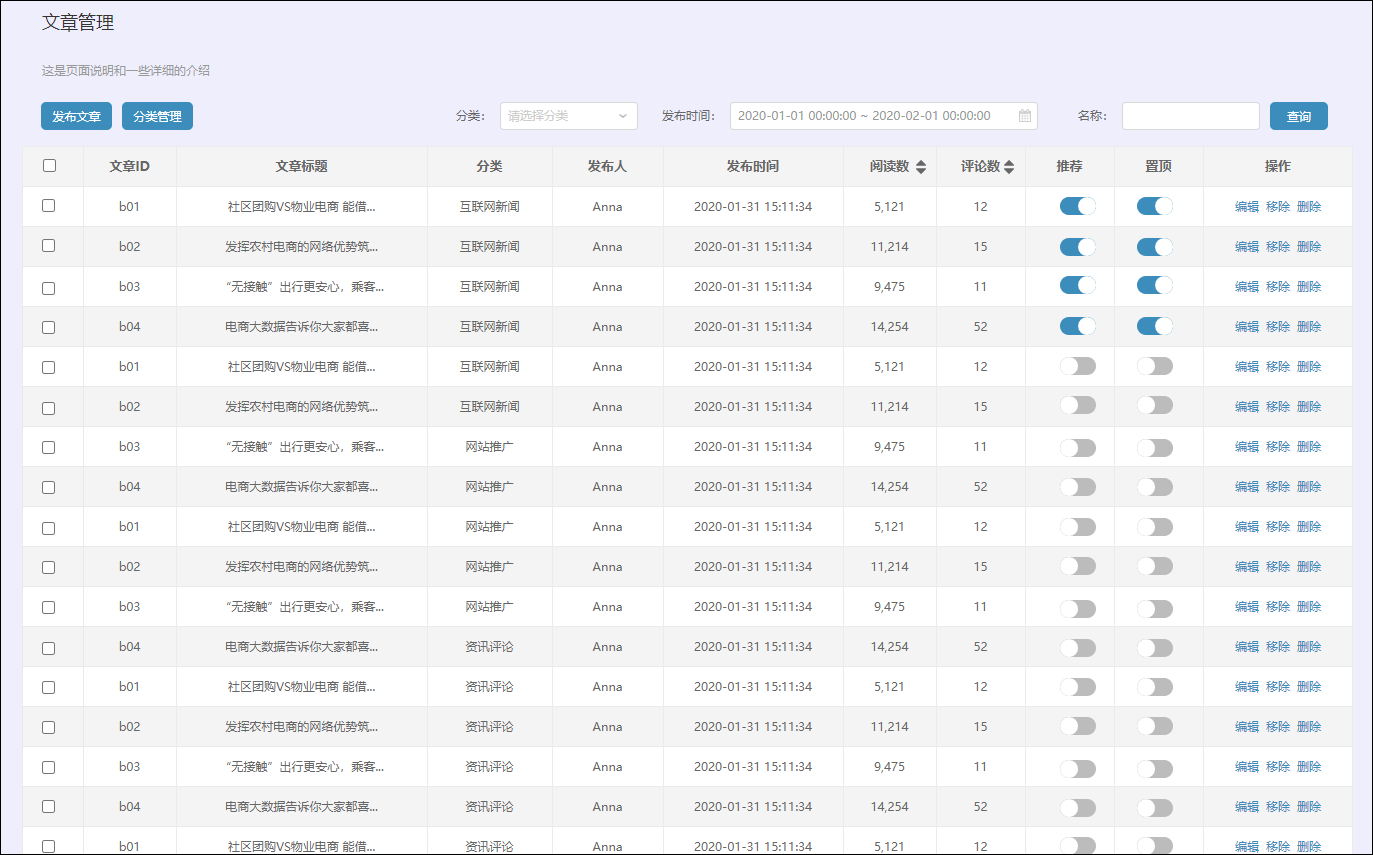 文章管理
这是页面说明和一些详细的介绍
发布文章 分类管理 分类： 请选择分类 发布时间： 2020-01-01 00:00:00 ~ 2020-02-01 00:00:00 名称： 查询
文章ID 文章标题 分类 发布人 发布时间 阅读数 评论数 推荐 置顶 操作
b01 社区团购VS物业电商 能借... 互联网新闻 Anna 2020-01-31 15:11:34 5,121 12 编辑 移除 删除
b02 发挥农村电商的网络优势筑... 互联网新闻 Anna 2020-01-31 15:11:34 11,214 15 编辑 移除 删除
b03 “无接触”出行更安心，乘客... 互联网新闻 Anna 2020-01-31 15:11:34 9,475 11 编辑 移除 删除
b04 电商大数据告诉你大家都喜... 互联网新闻 Anna 2020-01-31 15:11:34 14,254 52 编辑 移除 删除
b01 社区团购VS物业电商 能借... 互联网新闻 Anna 2020-01-31 15:11:34 5,121 12 编辑 移除 删除
b02 发挥农村电商的网络优势筑... 互联网新闻 Anna 2020-01-31 15:11:34 11,214 15 编辑 移除 删除
b03 “无接触”出行更安心，乘客... 网站推广 Anna 2020-01-31 15:11:34 9,475 11 编辑 移除 删除
b04 电商大数据告诉你大家都喜... 网站推广 Anna 2020-01-31 15:11:34 14,254 52 编辑 移除 删除
b01 社区团购VS物业电商 能借... 网站推广 Anna 2020-01-31 15:11:34 5,121 12 编辑 移除 删除
b02 发挥农村电商的网络优势筑... 网站推广 Anna 2020-01-31 15:11:34 11,214 15 编辑 移除 删除
b03 “无接触”出行更安心，乘客... 网站推广 Anna 2020-01-31 15:11:34 9,475 11 编辑 移除 删除
b04 电商大数据告诉你大家都喜... 资讯评论 Anna 2020-01-31 15:11:34 14,254 52 编辑 移除 删除
b01 社区团购VS物业电商 能借... 资讯评论 Anna 2020-01-31 15:11:34 5,121 12 编辑 移除 删除
b02 发挥农村电商的网络优势筑... 资讯评论 Anna 2020-01-31 15:11:34 11,214 15 编辑 移除 删除
b03 “无接触”出行更安心，乘客... 资讯评论 Anna 2020-01-31 15:11:34 9,475 11 编辑 移除 删除
b04 电商大数据告诉你大家都喜... 资讯评论 Anna 2020-01-31 15:11:34 14,254 52 编辑 移除 删除
b01 社区团购VS物业电商 能借... 资讯评论 Anna 2020-01-31 15:11:34 5,121 12 编辑 移除 删除